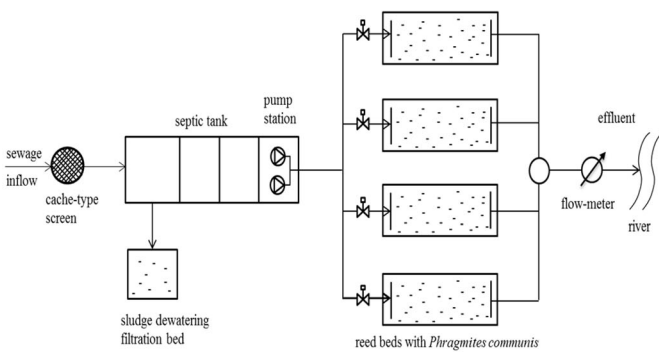 sewage
inflow
cache-type
screen
septic tank
pump
station
sludge dewatering
filtration bed
reed beds with Phragmites communis
effluent
flow-meter
river